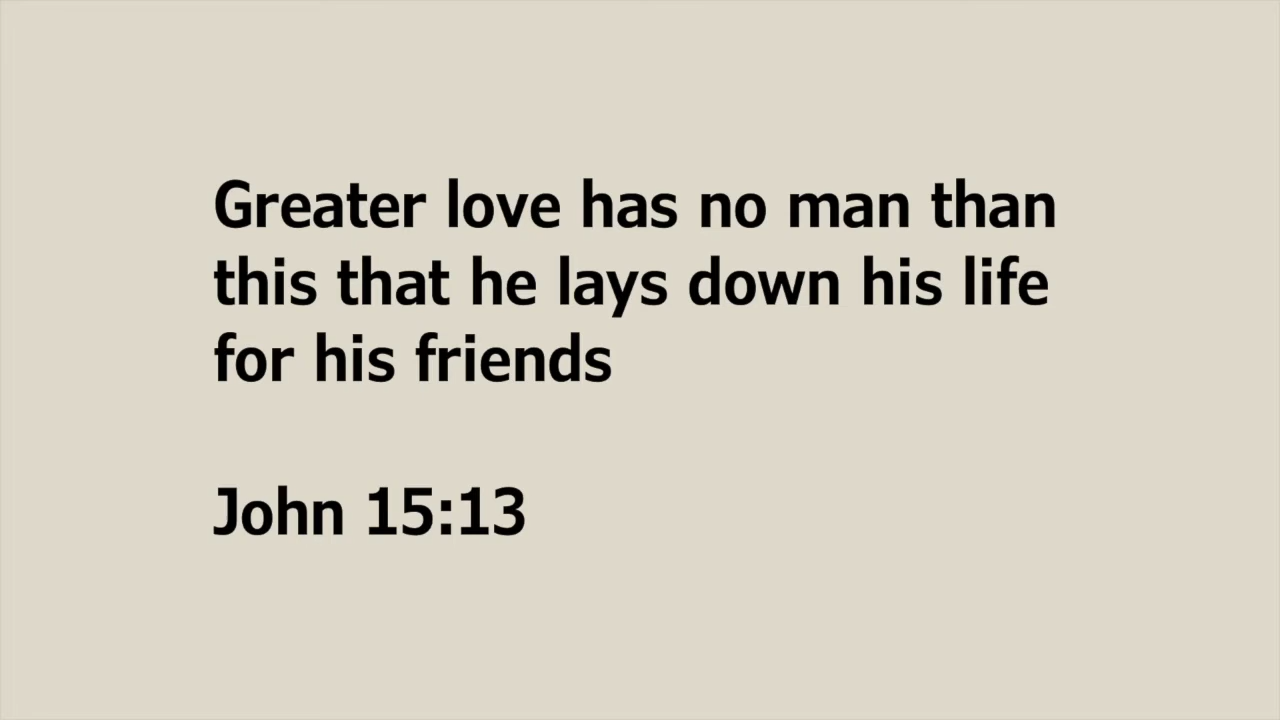 Greater love has no man than
this that he lays down his life
for his friends
John 15:13